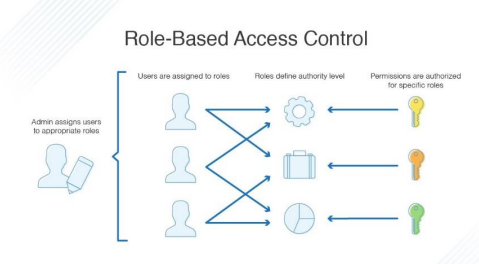 Role-Based Access Control
Users are assigned to roles
Roles define authority level
Permissions are authorized
for specific roles
Admin assigns users
to appropriate roles